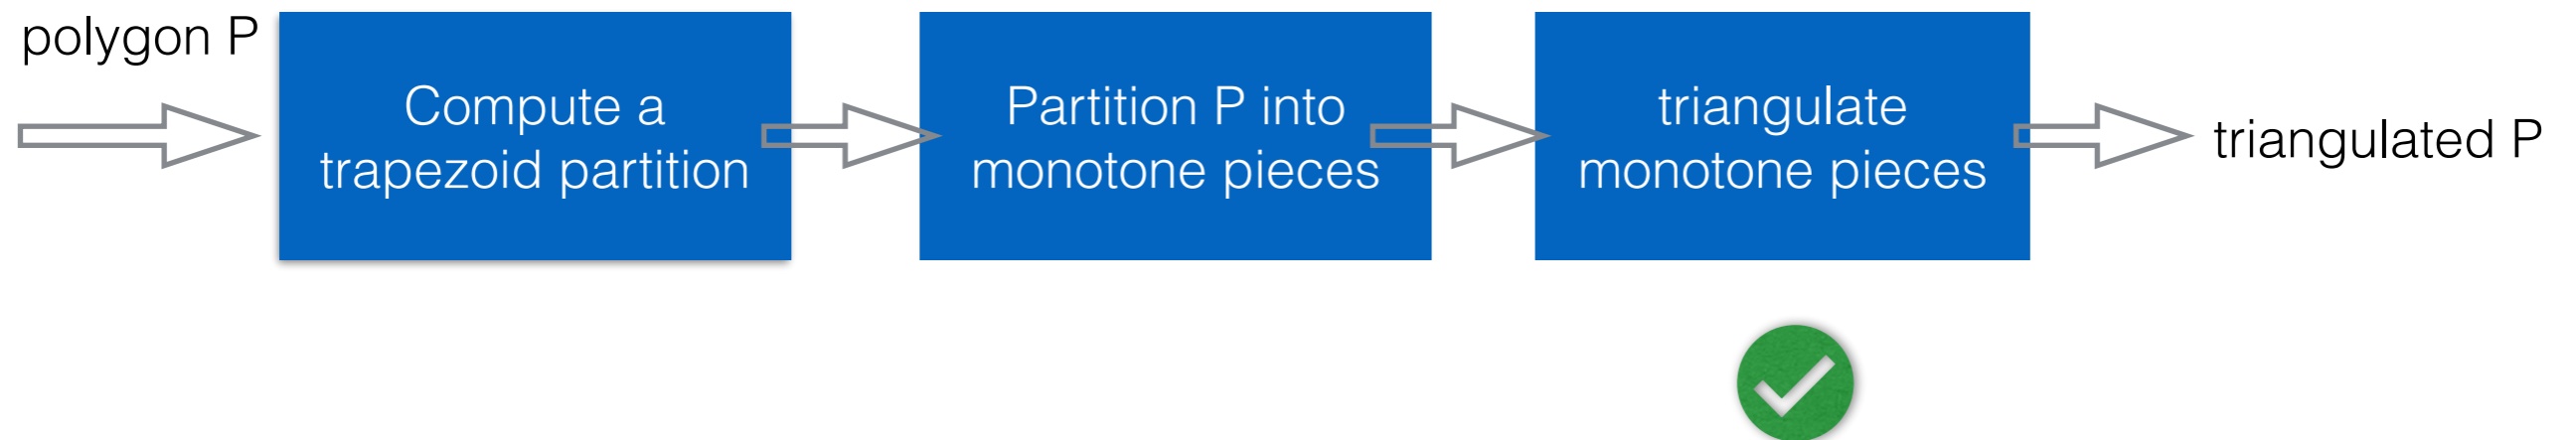 polygon P
Compute a
trapezoid partition
Partition P into
monotone pieces
triangulate
monotone pieces
triangulated P